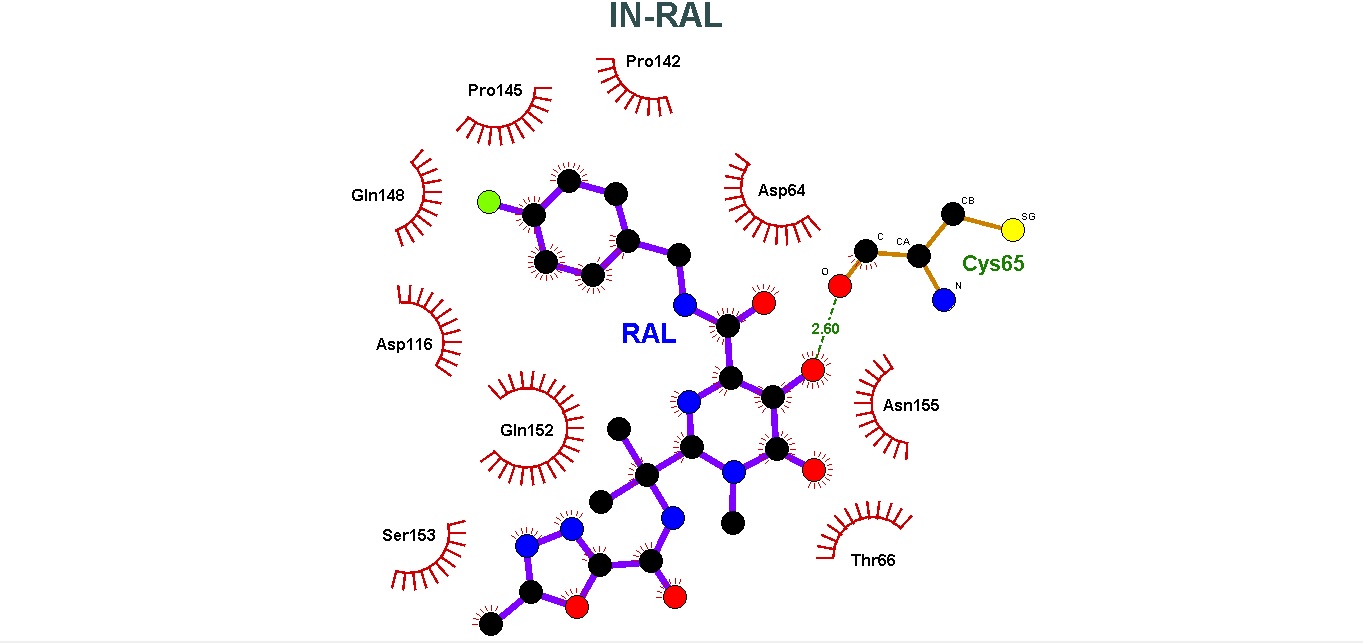 IN-RAL
Pro142
Pro145
Gln148
Asp64
CB
SG
C
CA
Cys65
O
N
2.60
RAL
Asp116
Asn155
Gln152
Ser153
Thr66